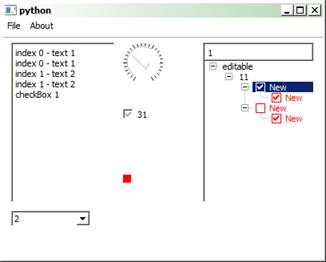 python
File About
index 0 - text 1
index 0 - text 1
index 1 - text 2
index 1 - text 2
checkBox 1
31
2
1
editable
11
New
New
New
New